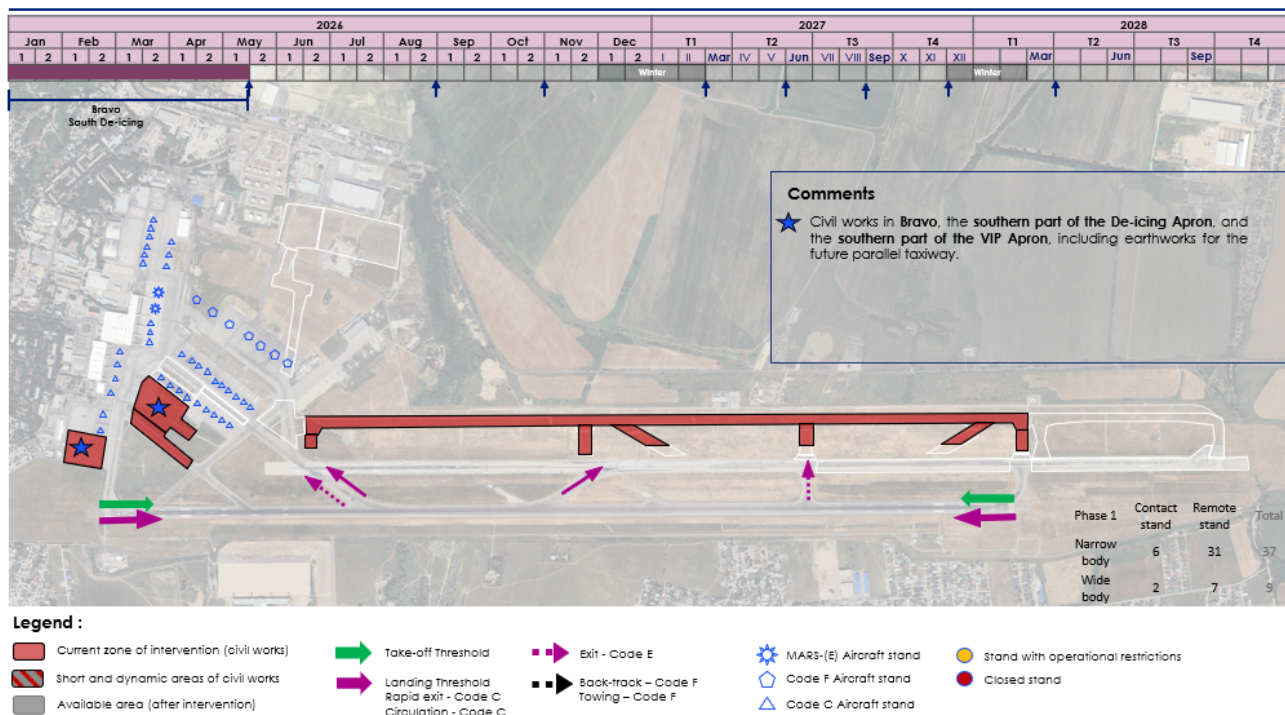 2026 2027 2028
Jan Feb Mar Apr May Jun Jul Aug Sep Oct Nov Dec T1 T2 T3 T4 T1 T2 T3 T4
1 2 1 2 1 2 1 2 1 2 1 2 1 2 1 2 1 2 1 2 1 2 1 2 I II Mar IV V Jun VII VIII Sep X XI XII Mar Jun Sep
Winter Winter
Bravo
South De-icing
Comments
Civil works in Bravo, the southern part of the De-icing Apron, and
the southern part of the VIP Apron, including earthworks for the
future parallel taxiway.
Phase 1 Contact stand Remote stand Total
Narrow body 6 31 37
Wide body 2 7 9
Legend :
Current zone of intervention (civil works)
Short and dynamic areas of civil works
Available area (after intervention)
Take-off Threshold
Landing Threshold
Rapid exit - Code C
Circulation - Code C
Exit - Code E
Back-track – Code F
Towing – Code F
MARS-(E) Aircraft stand
Code F Aircraft stand
Code C Aircraft stand
Stand with operational restrictions
Closed stand